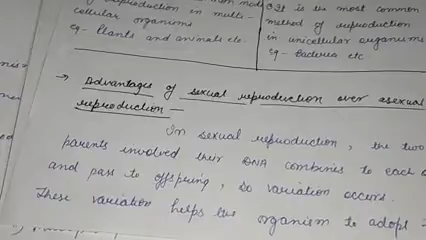 reproduction in multi-
cellular organisms
eg - Plants and animals etc.
It is the most common
method of reproduction
in unicellular organisms
eg - Bacteria etc
→ Advantages of sexual reproduction over asexual
reproduction —
In sexual reproduction, the two
parents involved their DNA combines to each
and pass to offspring, so variation occurs.
These variation helps the organism to adopt